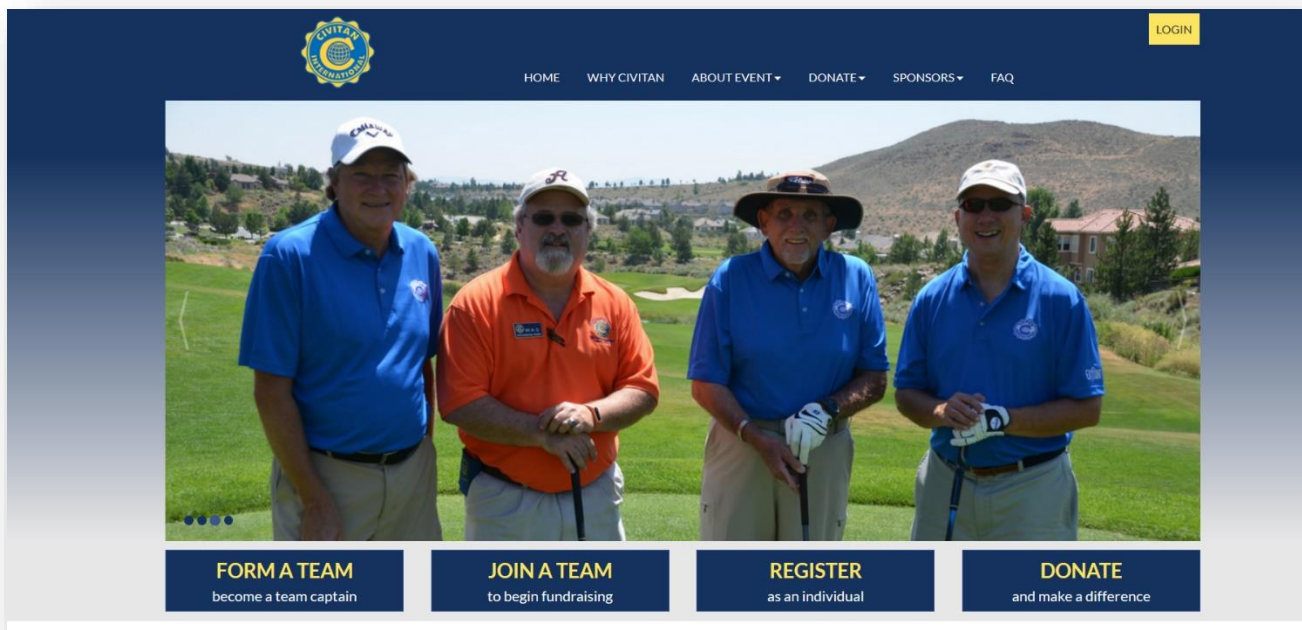 CIVITAN
INTERNATIONAL
LOGIN
HOME WHY CIVITAN ABOUT EVENT DONATE SPONSORS FAQ
CALLAWAY
A
FORM A TEAM
become a team captain
JOIN A TEAM
to begin fundraising
REGISTER
as an individual
DONATE
and make a difference